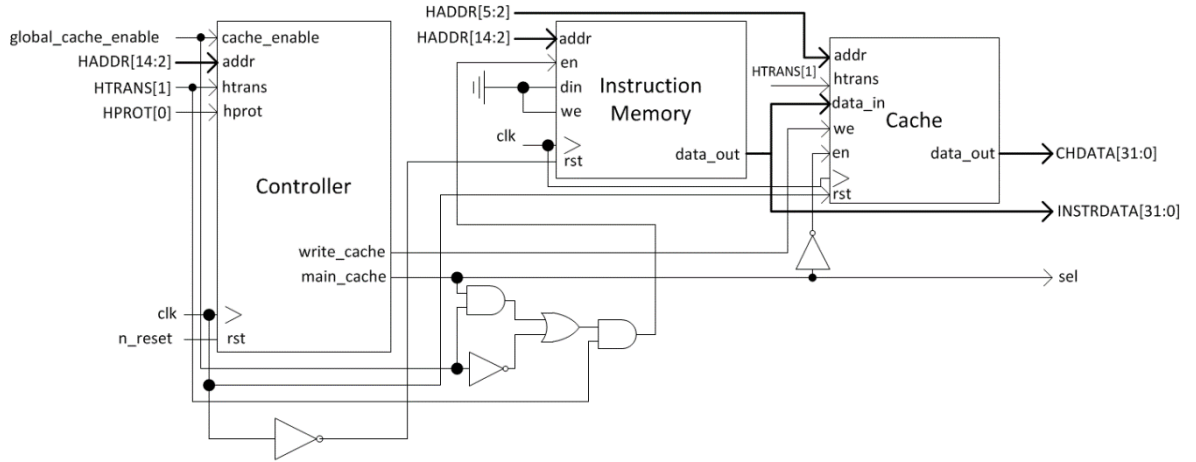 HADDR[5:2]
HADDR[14:2]
global_cache_enable
cache_enable
HADDR[14:2]
addr
HTRANS[1]
htrans
HPROT[0]
hprot
Controller
write_cache
main_cache
clk
n_reset
rst
addr
en
din
we
clk
rst
Instruction
Memory
data_out
addr
HTRANS[1]
htrans
data_in
we
en
rst
Cache
data_out
CHDATA[31:0]
INSTRDATA[31:0]
sel